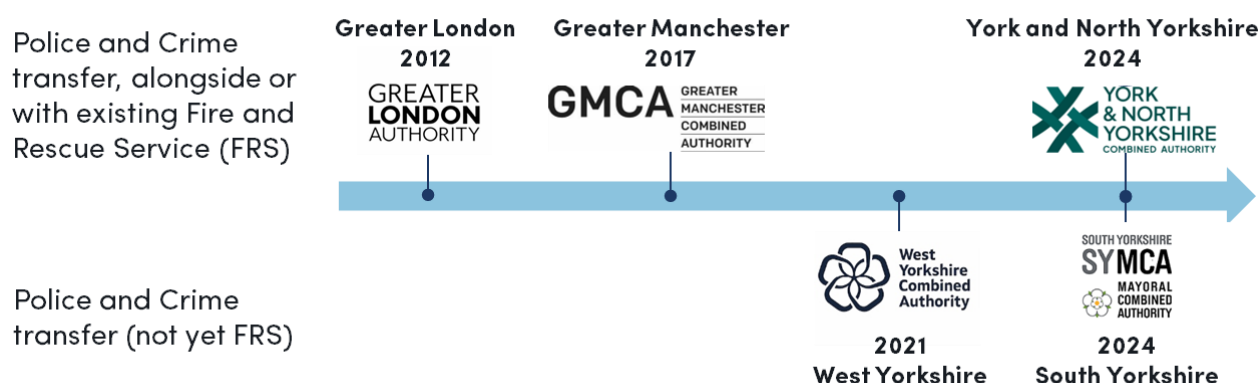 Police and Crime
transfer, alongside or
with existing Fire and
Rescue Service (FRS)
Greater London
2012
GREATER
LONDON
AUTHORITY
Greater Manchester
2017
GMCA
GREATER
MANCHESTER
COMBINED
AUTHORITY
York and North Yorkshire
2024
YORK
& NORTH
YORKSHIRE
COMBINED AUTHORITY
Police and Crime
transfer (not yet FRS)
West
Yorkshire
Combined
Authority
2021
West Yorkshire
SOUTH YORKSHIRE
SYMCA
MAYORAL
COMBINED
AUTHORITY
2024
South Yorkshire